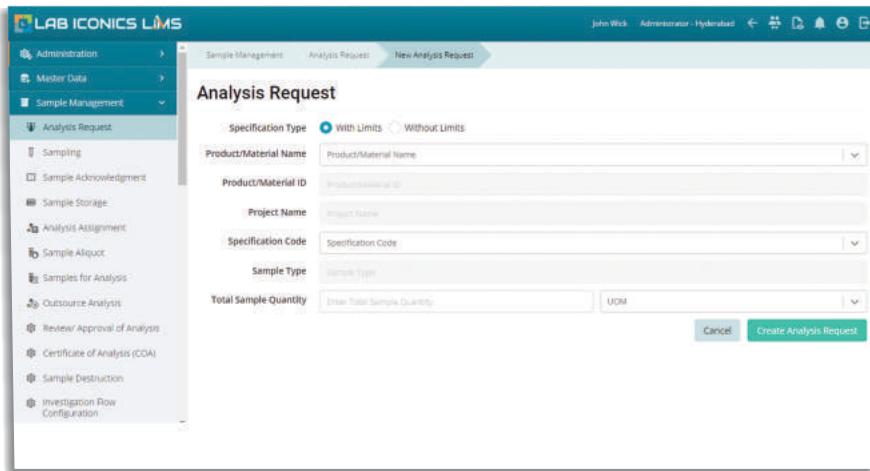 LAB ICONICS LiMS
John Wick Administrator - Hyderabad
Administration
Master Data
Sample Management
Analysis Request
Sampling
Sample Acknowledgment
Sample Storage
Analysis Assignment
Sample Aliquot
Samples for Analysis
Outsource Analysis
Review/ Approval of Analysis
Certificate of Analysis (COA)
Sample Destruction
Investigation Flow
Configuration
Sample Management Analysis Request New Analysis Request
Analysis Request
Specification Type With Limits Without Limits
Product/Material Name Product/Material Name
Product/Material ID Product/Material ID
Project Name Project Name
Specification Code Specification Code
Sample Type Sample Type
Total Sample Quantity Enter Total Sample Quantity UOM
Cancel Create Analysis Request